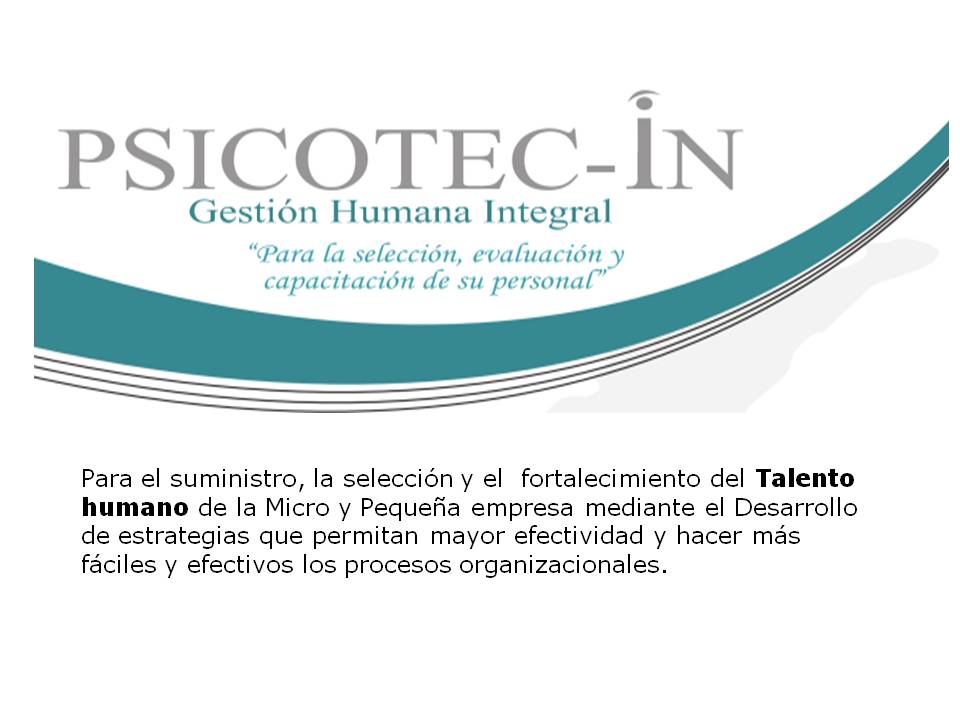 PSICOTEC-IN
Gestión Humana Integral
“Para la selección, evaluación y
capacitación de su personal”
Para el suministro, la selección y el  fortalecimiento del Talento
humano de la Micro y Pequeña empresa mediante el Desarrollo
de estrategias que permitan mayor efectividad y hacer más
fáciles y efectivos los procesos organizacionales.